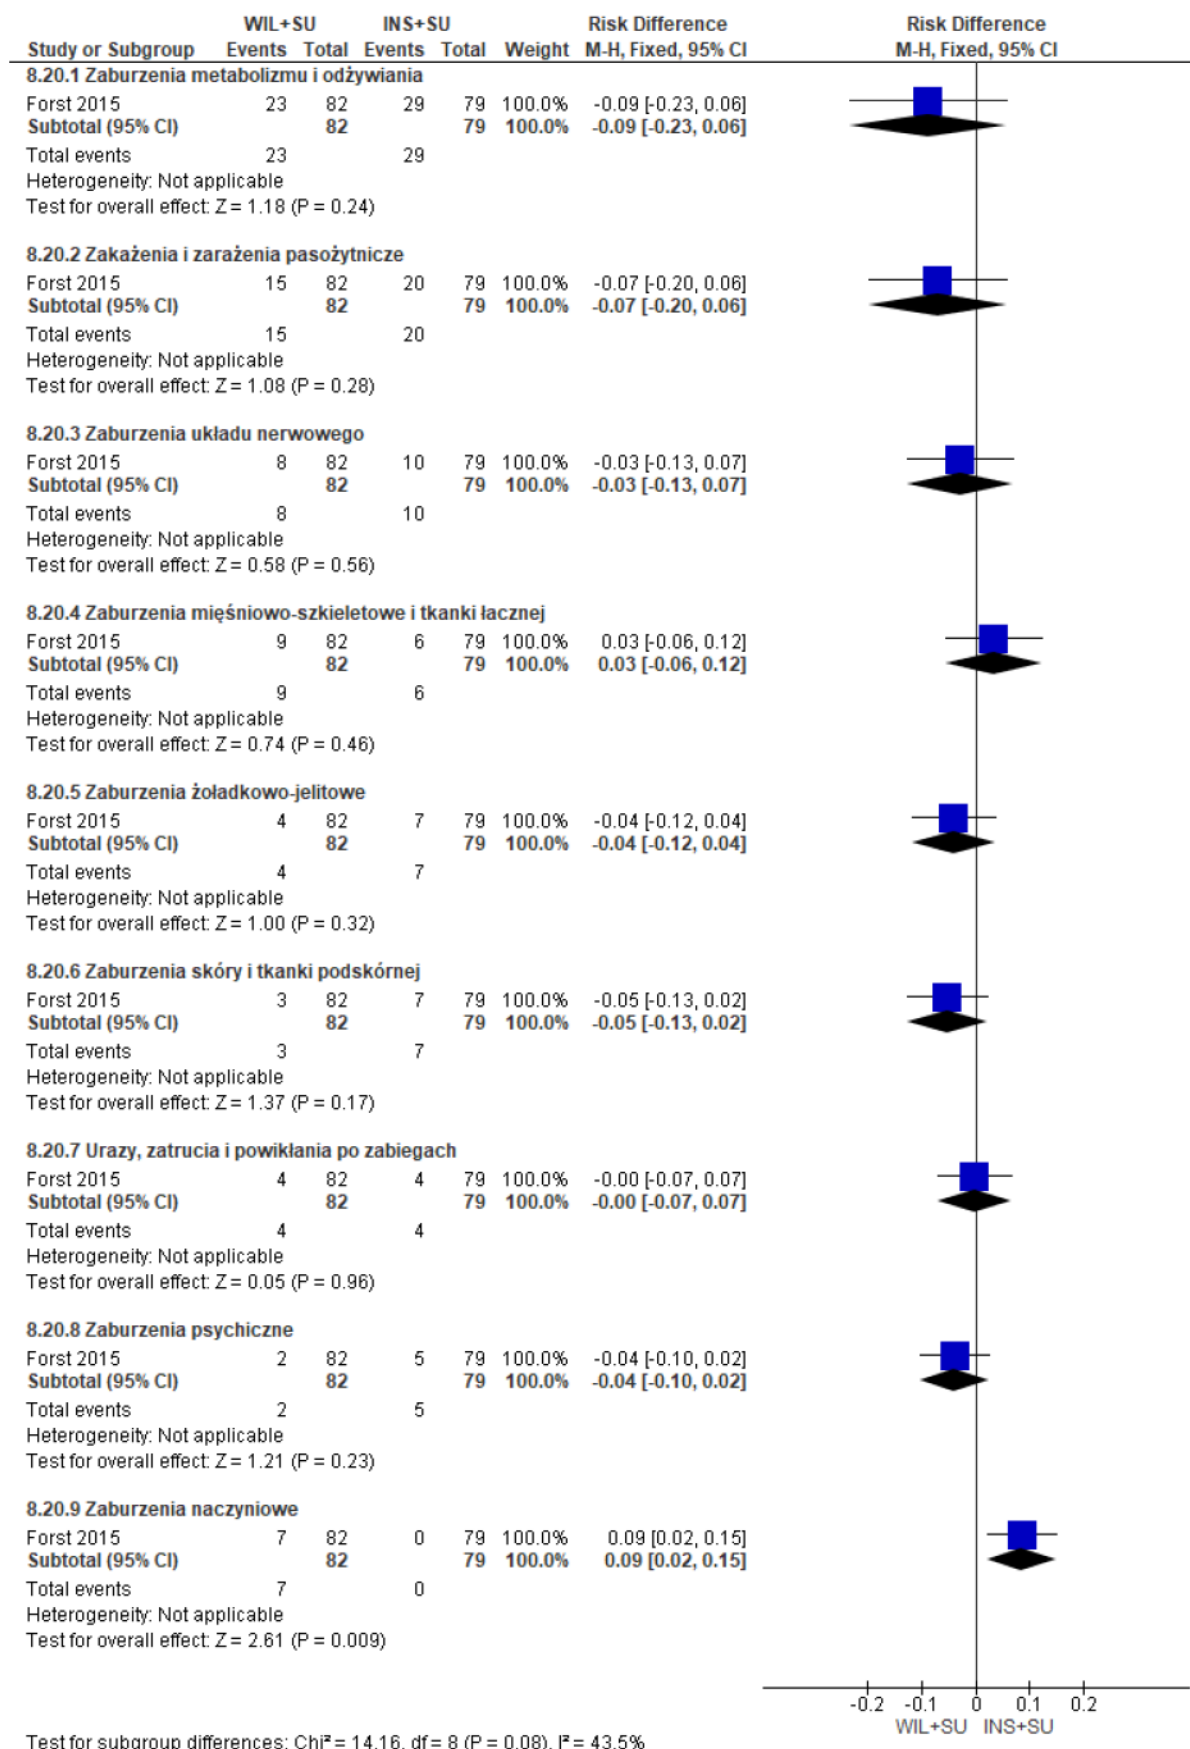 WIL+SU INS+SU Risk Difference Risk Difference
Study or Subgroup Events Total Events Total Weight M-H, Fixed, 95% CI M-H, Fixed, 95% CI
8.20.1 Zaburzenia metabolizmu i odżywiania
Forst 2015 23 82 29 79 100.0% -0.09 [-0.23, 0.06]
Subtotal (95% CI) 82 79 100.0% -0.09 [-0.23, 0.06]
Total events 23 29
Heterogeneity: Not applicable
Test for overall effect: Z = 1.18 (P = 0.24)
8.20.2 Zakażenia i zarażenia pasożytnicze
Forst 2015 15 82 20 79 100.0% -0.07 [-0.20, 0.06]
Subtotal (95% CI) 82 79 100.0% -0.07 [-0.20, 0.06]
Total events 15 20
Heterogeneity: Not applicable
Test for overall effect: Z = 1.08 (P = 0.28)
8.20.3 Zaburzenia układu nerwowego
Forst 2015 8 82 10 79 100.0% -0.03 [-0.13, 0.07]
Subtotal (95% CI) 82 79 100.0% -0.03 [-0.13, 0.07]
Total events 8 10
Heterogeneity: Not applicable
Test for overall effect: Z = 0.58 (P = 0.56)
8.20.4 Zaburzenia mięśniowo-szkieletowe i tkanki łacznej
Forst 2015 9 82 6 79 100.0% 0.03 [-0.06, 0.12]
Subtotal (95% CI) 82 79 100.0% 0.03 [-0.06, 0.12]
Total events 9 6
Heterogeneity: Not applicable
Test for overall effect: Z = 0.74 (P = 0.46)
8.20.5 Zaburzenia żoładkowo-jelitowe
Forst 2015 4 82 7 79 100.0% -0.04 [-0.12, 0.04]
Subtotal (95% CI) 82 79 100.0% -0.04 [-0.12, 0.04]
Total events 4 7
Heterogeneity: Not applicable
Test for overall effect: Z = 1.00 (P = 0.32)
8.20.6 Zaburzenia skóry i tkanki podskórnej
Forst 2015 3 82 7 79 100.0% -0.05 [-0.13, 0.02]
Subtotal (95% CI) 82 79 100.0% -0.05 [-0.13, 0.02]
Total events 3 7
Heterogeneity: Not applicable
Test for overall effect: Z = 1.37 (P = 0.17)
8.20.7 Urazy, zatrucia i powikłania po zabiegach
Forst 2015 4 82 4 79 100.0% -0.00 [-0.07, 0.07]
Subtotal (95% CI) 82 79 100.0% -0.00 [-0.07, 0.07]
Total events 4 4
Heterogeneity: Not applicable
Test for overall effect: Z = 0.05 (P = 0.96)
8.20.8 Zaburzenia psychiczne
Forst 2015 2 82 5 79 100.0% -0.04 [-0.10, 0.02]
Subtotal (95% CI) 82 79 100.0% -0.04 [-0.10, 0.02]
Total events 2 5
Heterogeneity: Not applicable
Test for overall effect: Z = 1.21 (P = 0.23)
8.20.9 Zaburzenia naczyniowe
Forst 2015 7 82 0 79 100.0% 0.09 [0.02, 0.15]
Subtotal (95% CI) 82 79 100.0% 0.09 [0.02, 0.15]
Total events 7 0
Heterogeneity: Not applicable
Test for overall effect: Z = 2.61 (P = 0.009)
-0.2 -0.1 0 0.1 0.2
WIL+SU INS+SU
Test for subgroup differences: Chi² = 14.16, df = 8 (P = 0.08), I² = 43.5%